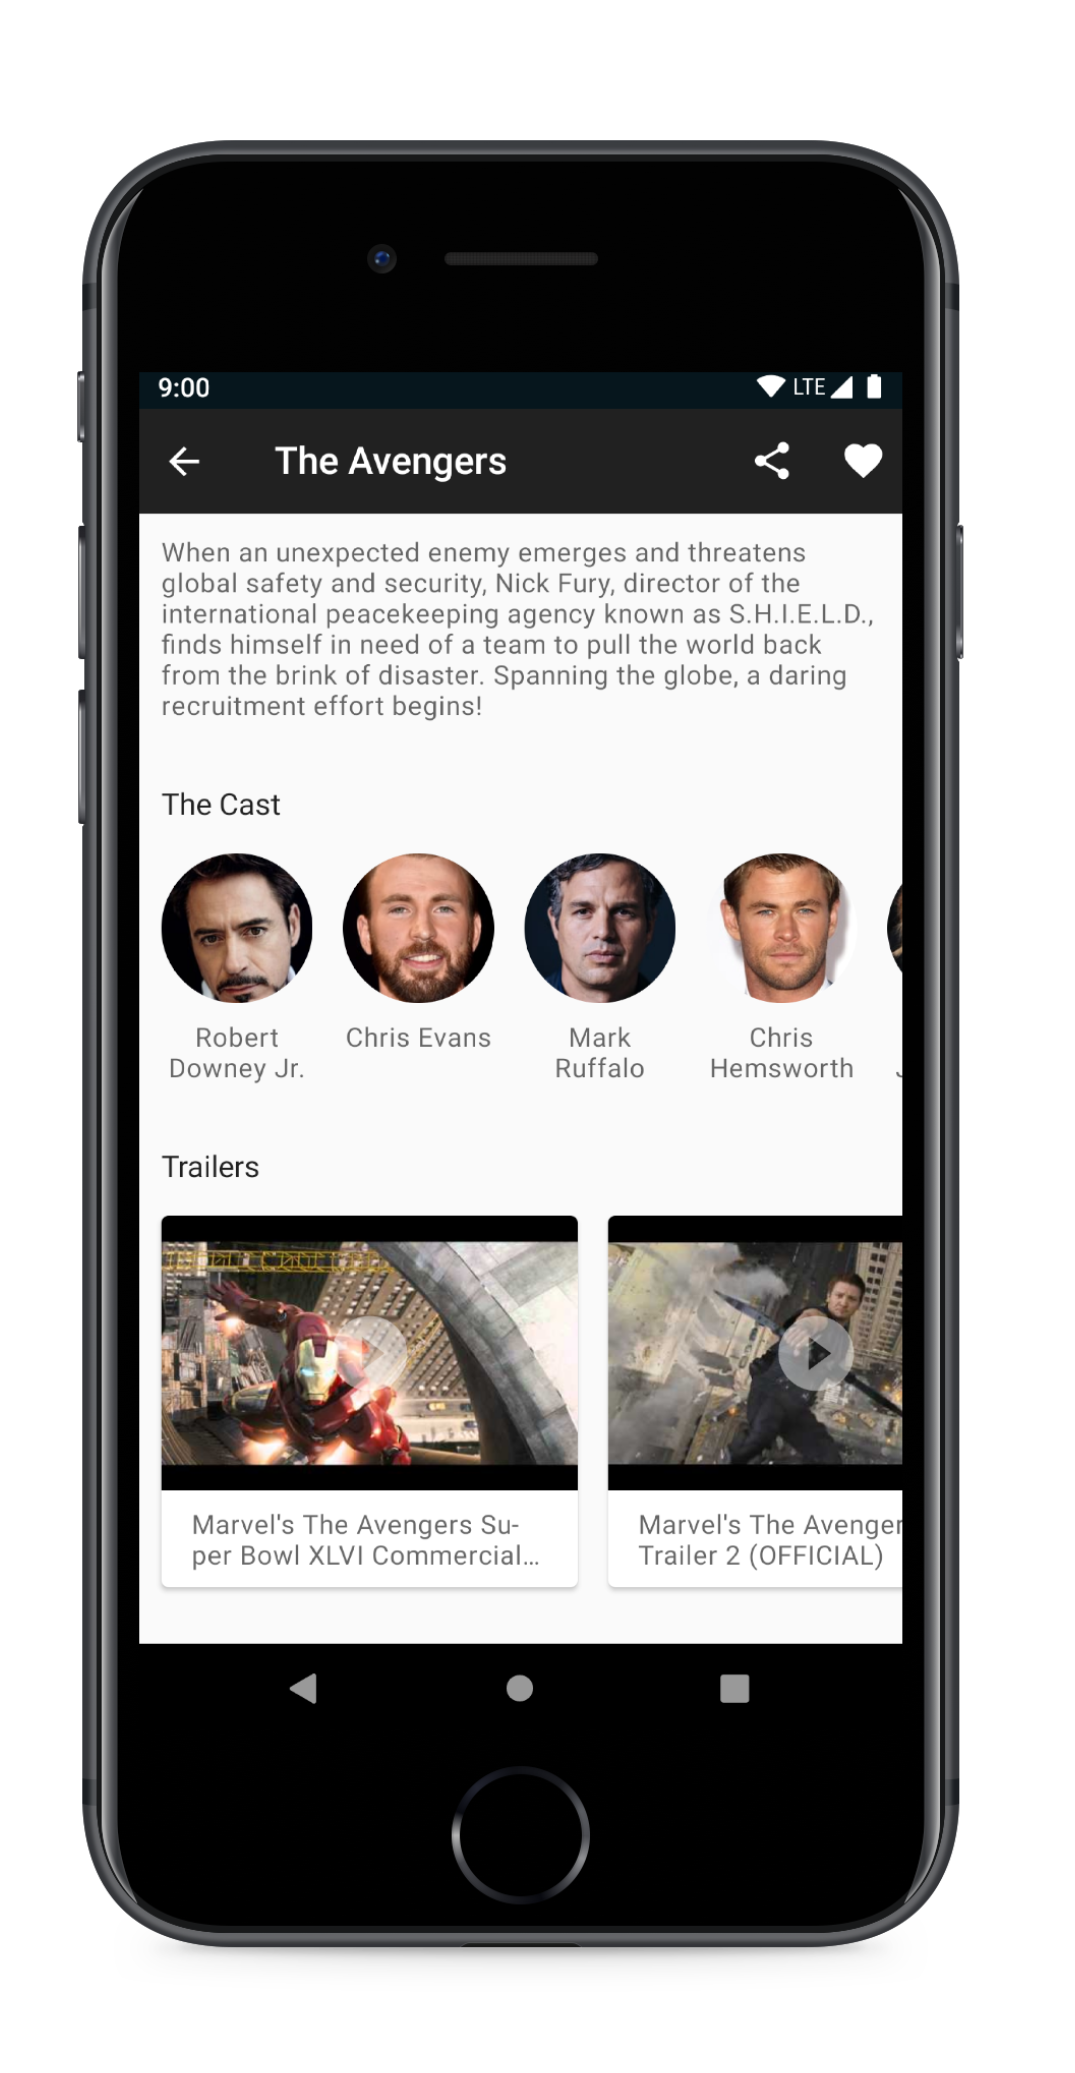 9:00 LTE
The Avengers
When an unexpected enemy emerges and threatens
global safety and security, Nick Fury, director of the
international peacekeeping agency known as S.H.I.E.L.D.,
finds himself in need of a team to pull the world back
from the brink of disaster. Spanning the globe, a daring
recruitment effort begins!
The Cast
Robert
Downey Jr.
Chris Evans
Mark
Ruffalo
Chris
Hemsworth
Trailers
Marvel's The Avengers Su-
per Bowl XLVI Commercial...
Marvel's The Avenger
Trailer 2 (OFFICIAL)